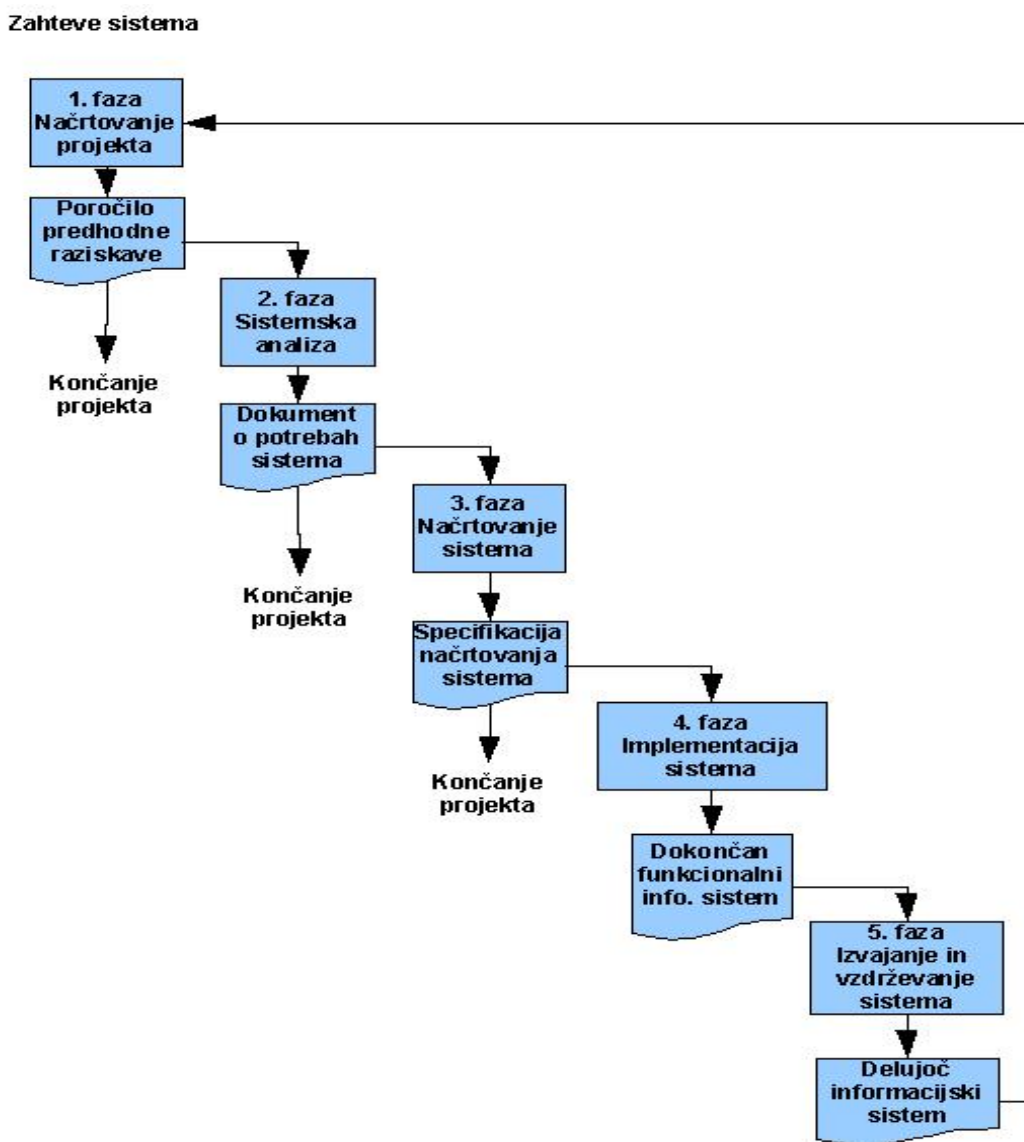 Zahteve sistema
1. faza
Načrtovanje
projekta
Poročilo
predhodne
raziskave
Končanje
projekta
2. faza
Sistemska
analiza
Dokument
o potrebah
sistema
Končanje
projekta
3. faza
Načrtovanje
sistema
Specifikacija
načrtovanja
sistema
Končanje
projekta
4. faza
Implementacija
sistema
Dokončan
funkcionalni
info. sistem
5. faza
Izvajanje in
vzdrževanje
sistema
Delujoč
informacijski
sistem